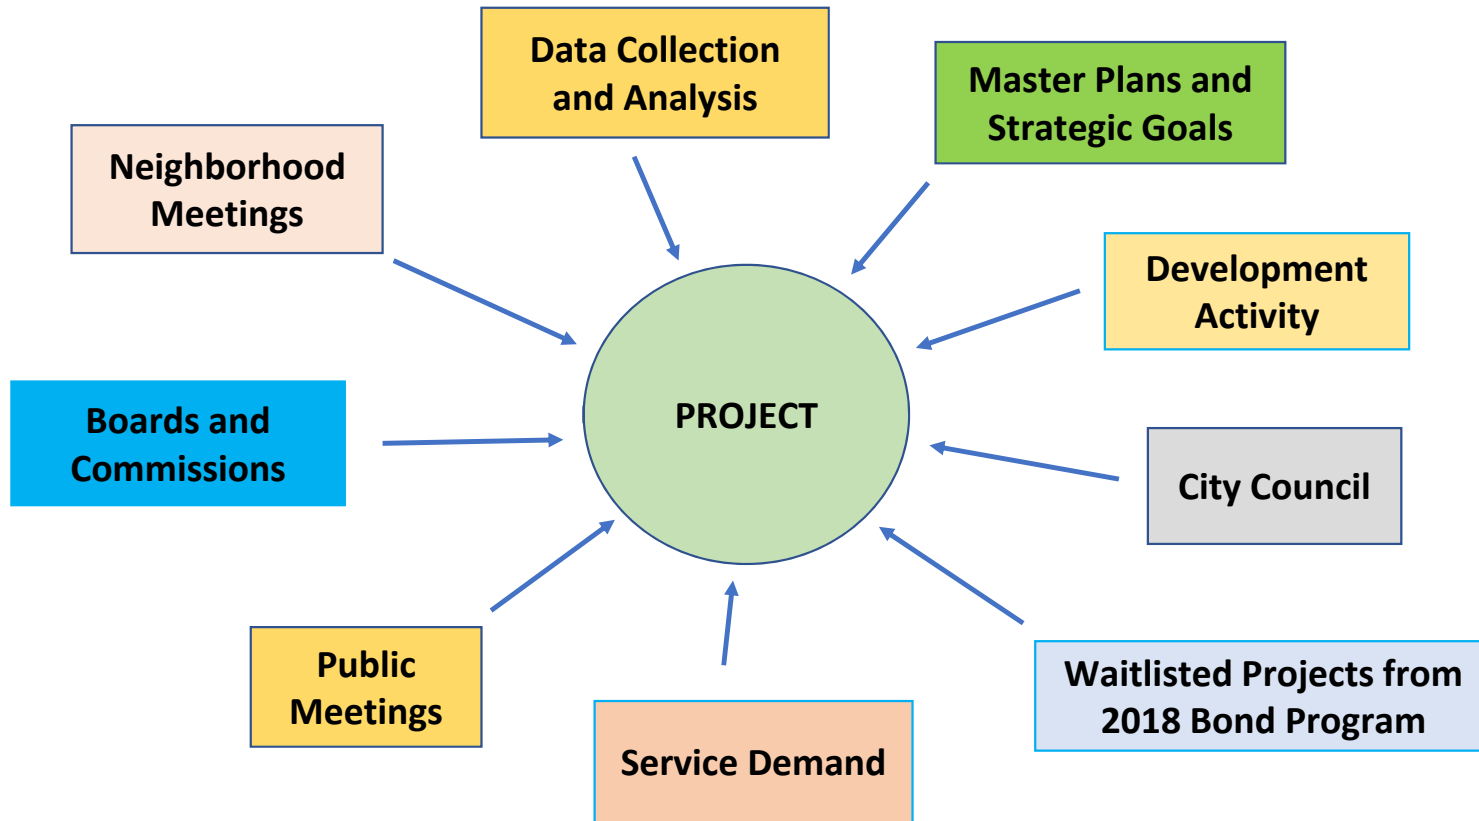 Data Collection
and Analysis
Master Plans and
Strategic Goals
Neighborhood
Meetings
Development
Activity
PROJECT
Boards and
Commissions
City Council
Public
Meetings
Waitlisted Projects from
2018 Bond Program
Service Demand